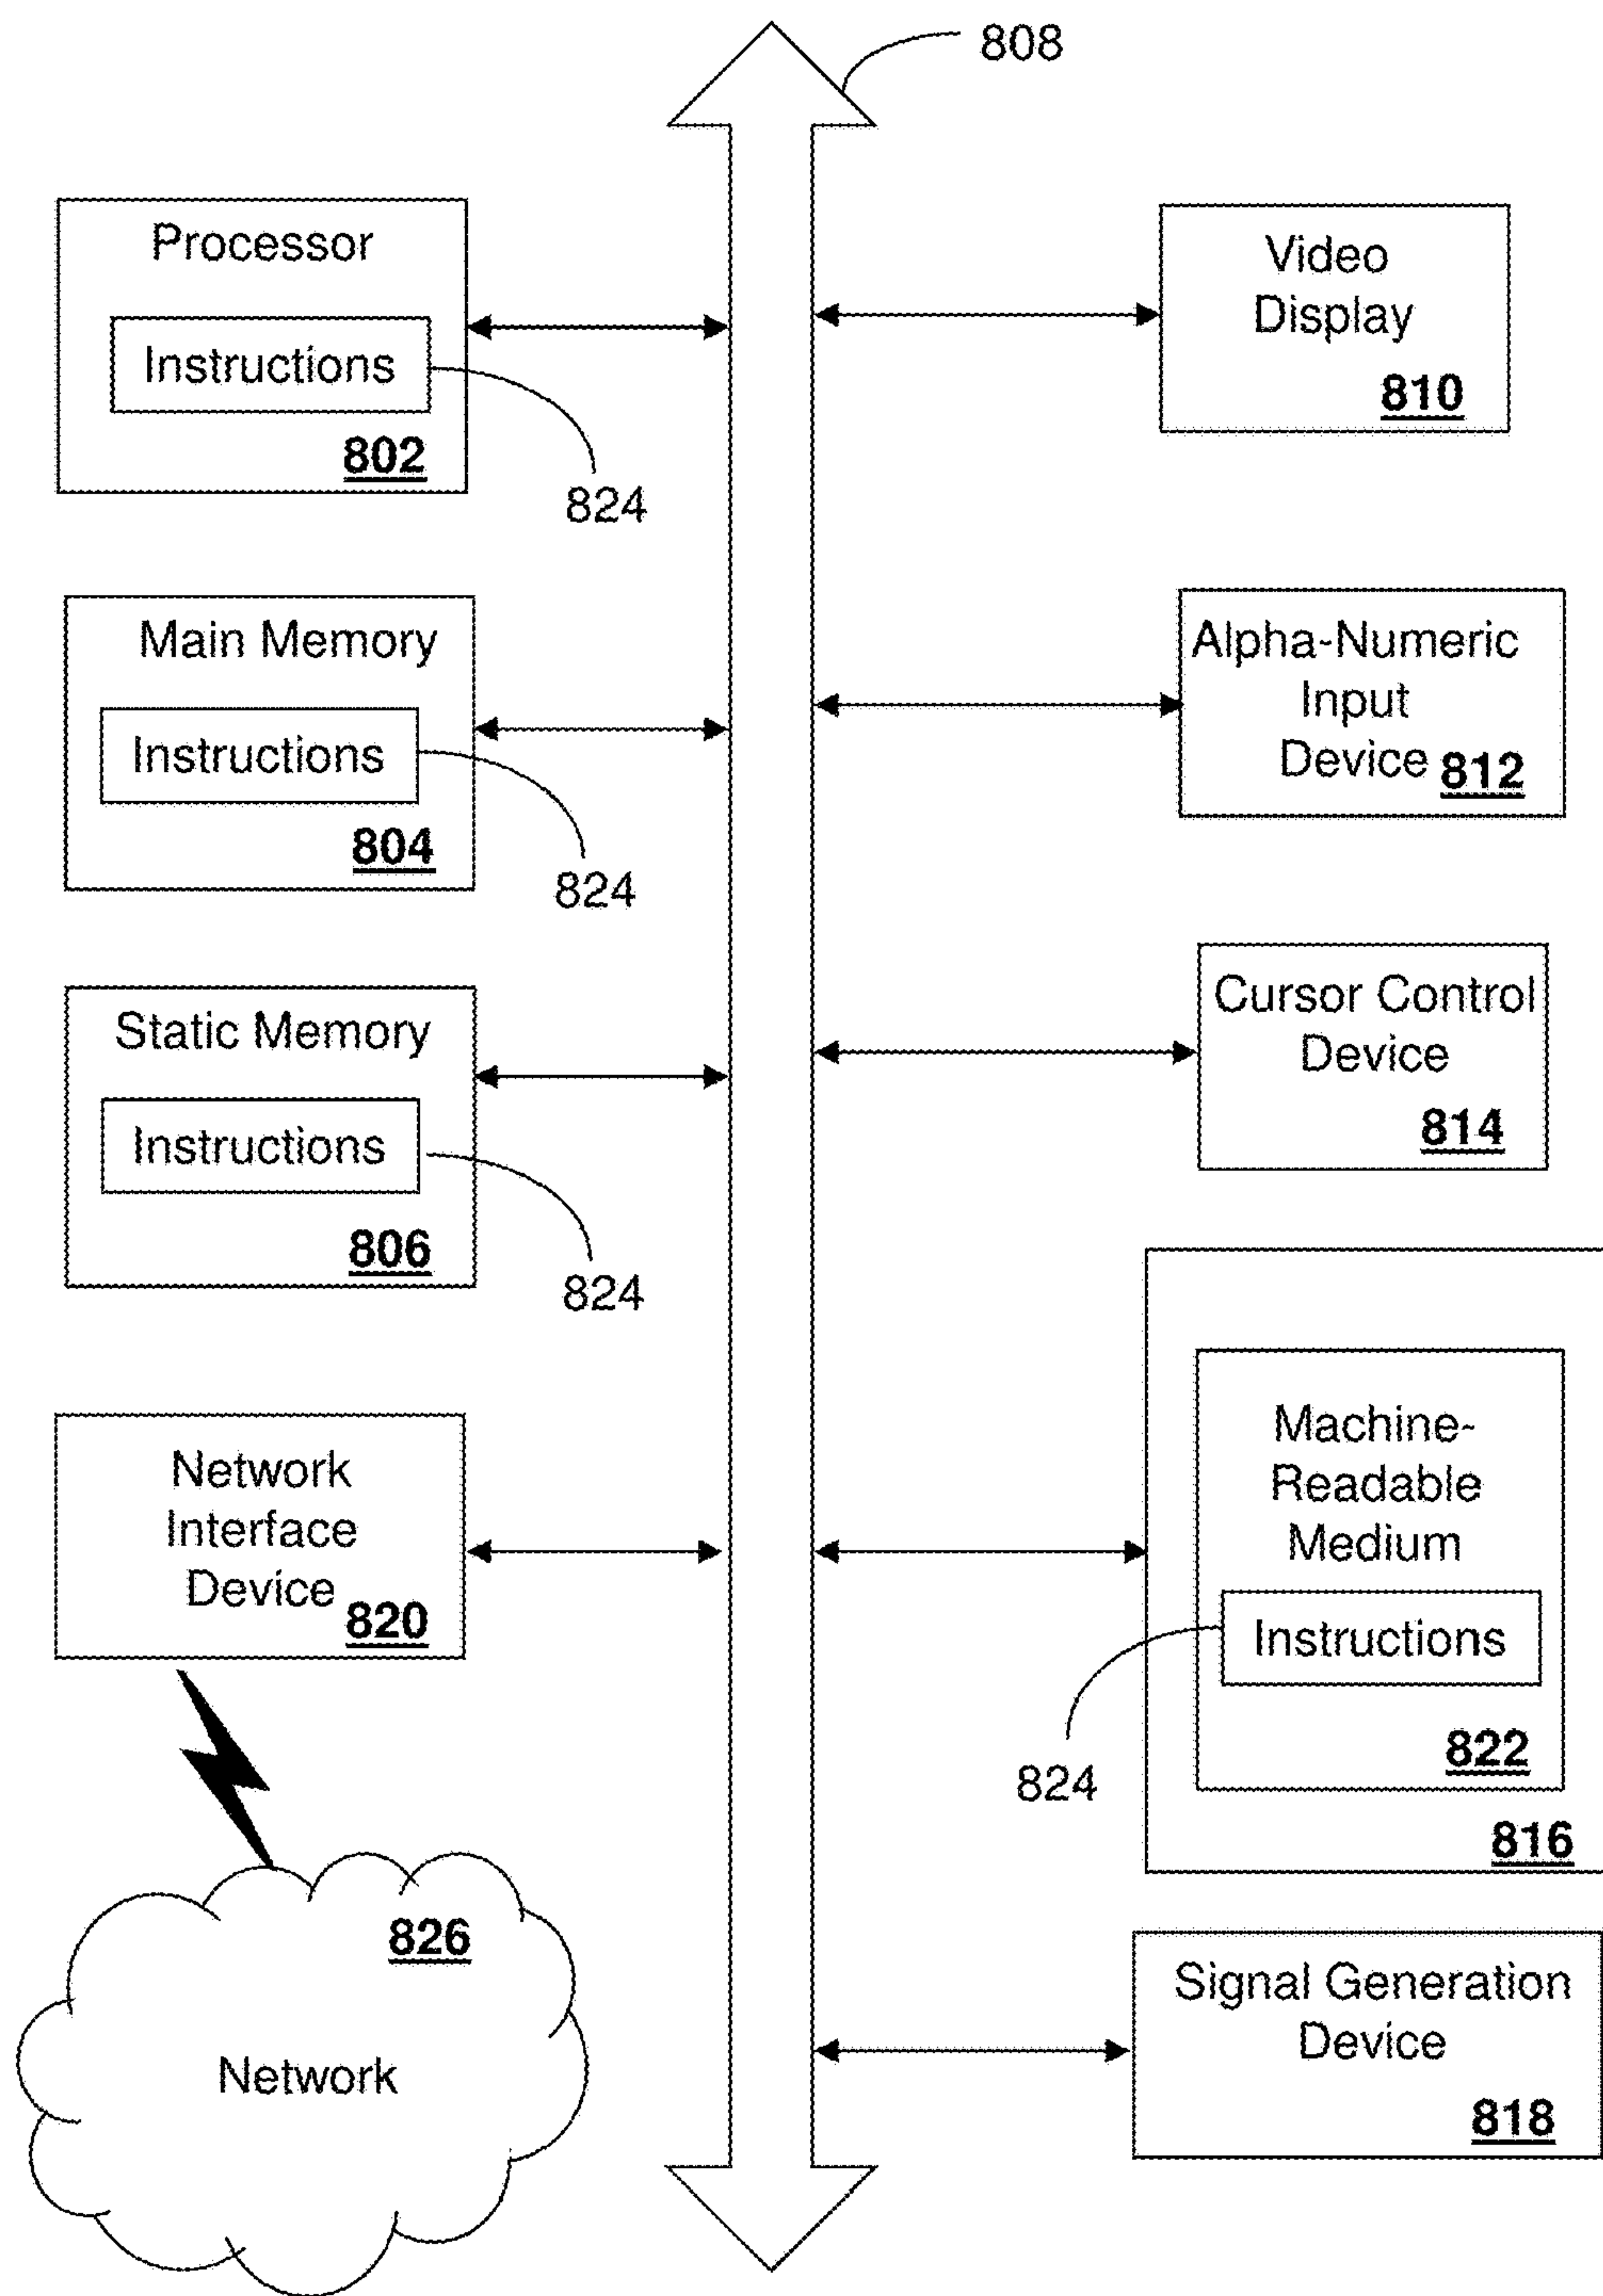 808
Processor
Instructions
802
824
Main Memory
Instructions
804
824
Static Memory
Instructions
806
824
Network
Interface
Device 820
826
Network
Video
Display
810
Alpha-Numeric
Input
Device 812
Cursor Control
Device
814
Machine-
Readable
Medium
Instructions
822
824
816
Signal Generation
Device
818